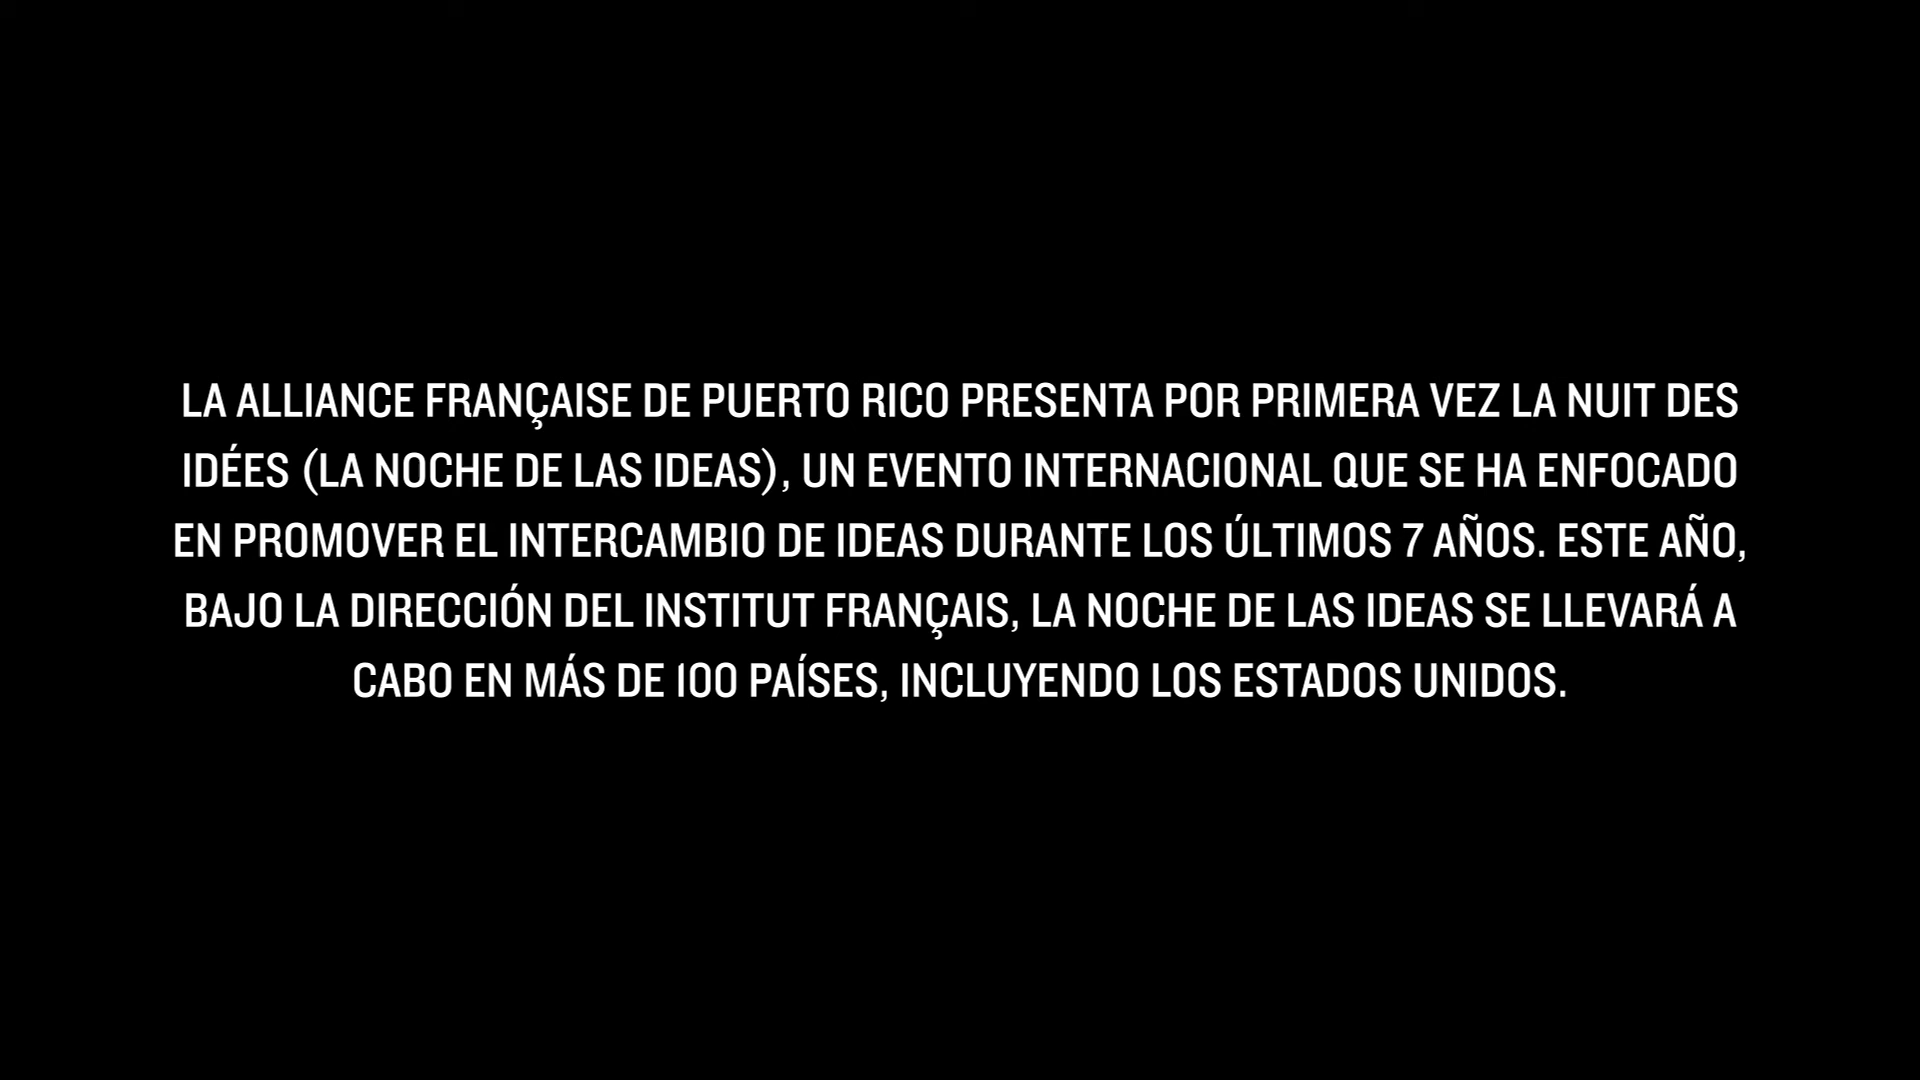 LA ALLIANCE FRANÇAISE DE PUERTO RICO PRESENTA POR PRIMERA VEZ LA NUIT DES
IDÉES (LA NOCHE DE LAS IDEAS), UN EVENTO INTERNACIONAL QUE SE HA ENFOCADO
EN PROMOVER EL INTERCAMBIO DE IDEAS DURANTE LOS ÚLTIMOS 7 AÑOS. ESTE AÑO,
BAJO LA DIRECCIÓN DEL INSTITUT FRANÇAIS, LA NOCHE DE LAS IDEAS SE LLEVARÁ A
CABO EN MÁS DE 100 PAÍSES, INCLUYENDO LOS ESTADOS UNIDOS.